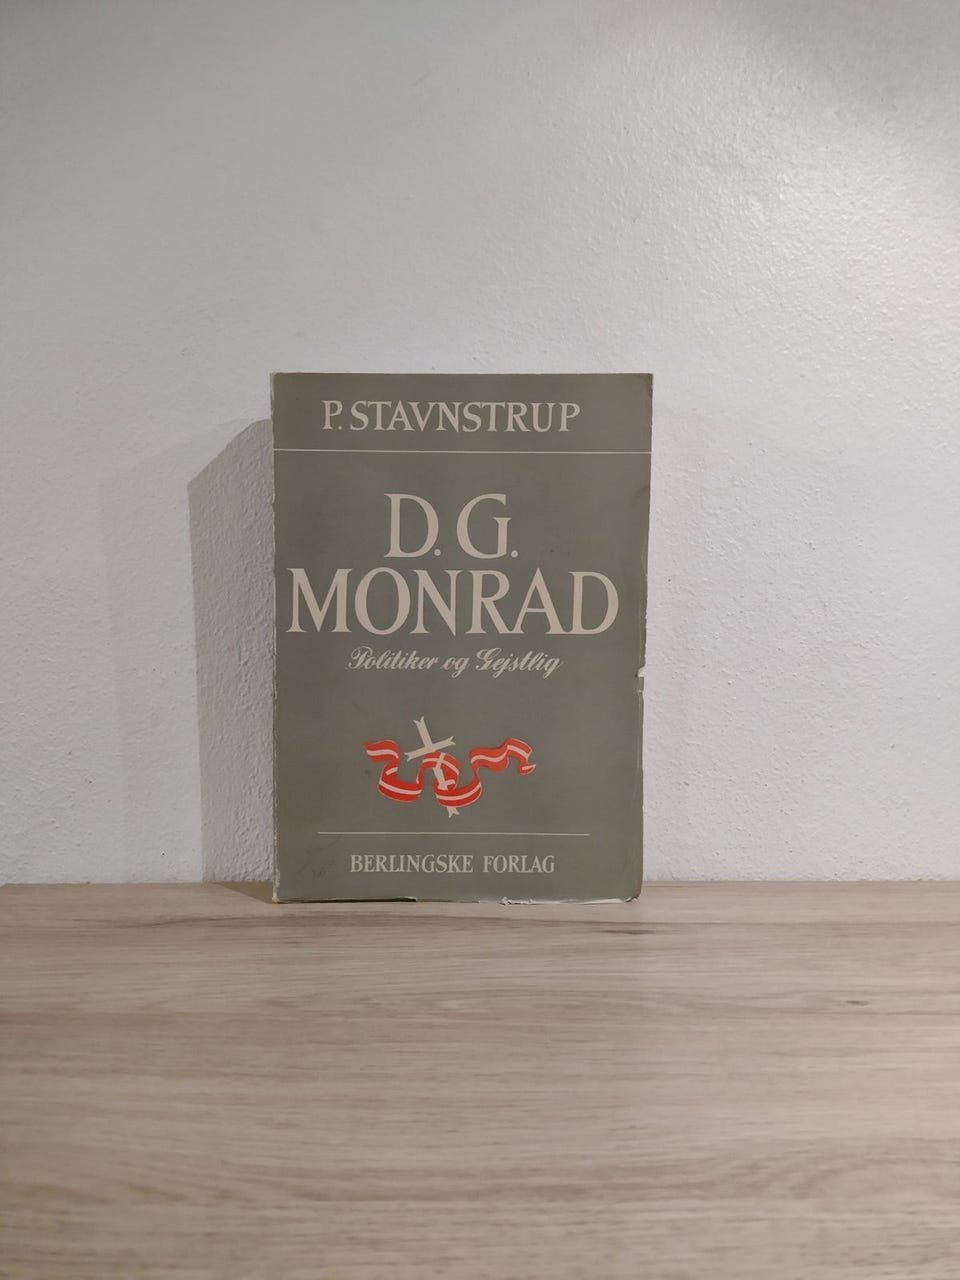 P. STAVNSTRUP
D. G.
MONRAD
Politiker og Gejstlig
BERLINGSKE FORLAG